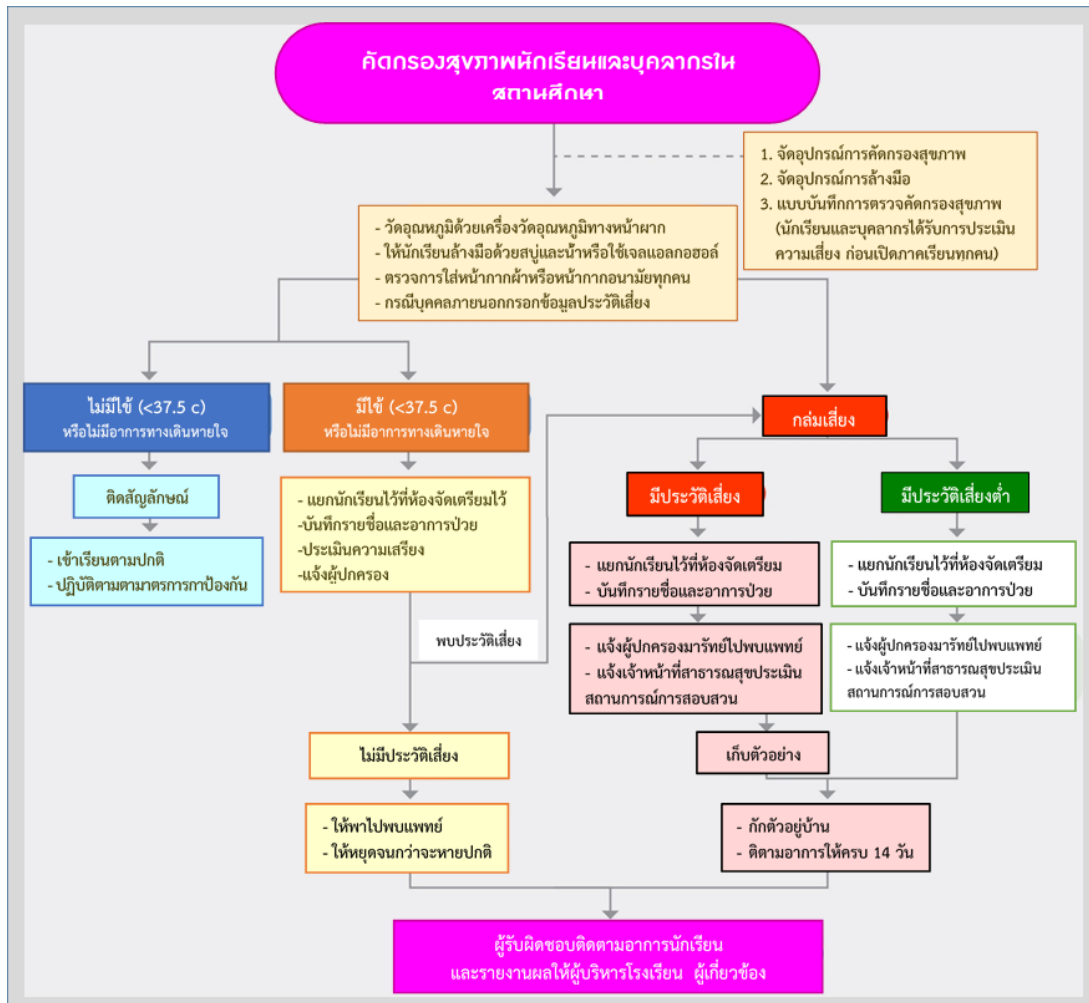 คัดกรองสุขภาพนักเรียนและบุคลากรใน
สถานศึกษา
1. จัดอุปกรณ์การคัดกรองสุขภาพ
2. จัดอุปกรณ์การล้างมือ
3. แบบบันทึกการตรวจคัดกรองสุขภาพ
(นักเรียนและบุคลากรได้รับการประเมิน
ความเสี่ยง ก่อนเปิดภาคเรียนทุกคน)
- วัดอุณหภูมิด้วยเครื่องวัดอุณหภูมิทางหน้าผาก
- ให้นักเรียนล้างมือด้วยสบู่และน้ำหรือใช้เจลแอลกอฮอล์
- ตรวจการใส่หน้ากากผ้าหรือหน้ากากอนามัยทุกคน
- กรณีบุคคลภายนอกกรอกข้อมูลประวัติเสี่ยง
ไม่มีไข้ (<37.5 c)
หรือไม่มีอาการทางเดินหายใจ
มีไข้ (<37.5 c)
หรือไม่มีอาการทางเดินหายใจ
กล่มเสี่ยง
ติดสัญลักษณ์
- แยกนักเรียนไว้ที่ห้องจัดเตรียมไว้
-บันทึกรายชื่อและอาการป่วย
-ประเมินความเสรียง
-แจ้งผู้ปกครอง
มีประวัติเสี่ยง
มีประวัติเสี่ยงต่ำ
- เข้าเรียนตามปกติ
- ปฏิบัติตามตามาตรการกาป้องกัน
- แยกนักเรียนไว้ที่ห้องจัดเตรียม
- บันทึกรายชื่อและอาการป่วย
- แยกนักเรียนไว้ที่ห้องจัดเตรียม
- บันทึกรายชื่อและอาการป่วย
พบประวัติเสี่ยง
- แจ้งผู้ปกครองมารัทย์ไปพบแพทย์
- แจ้งเจ้าหน้าที่สาธารณสุขประเมิน
สถานการณ์การสอบสวน
- แจ้งผู้ปกครองมารัทย์ไปพบแพทย์
- แจ้งเจ้าหน้าที่สาธารณสุขประเมิน
สถานการณ์การสอบสวน
ไม่มีประวัติเสี่ยง
เก็บตัวอย่าง
- ให้พาไปพบแพทย์
- ให้หยุดจนกว่าจะหายปกติ
- กักตัวอยู่บ้าน
- ติตามอาการให้ครบ 14 วัน
ผู้รับผิดชอบติดตามอาการนักเรียน
และรายงานผลให้ผู้บริหารโรงเรียน ผู้เกี่ยวข้อง